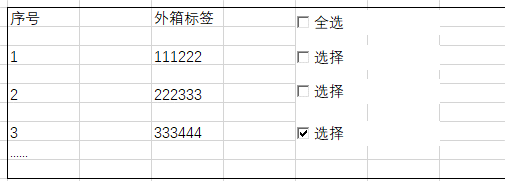 序号 外箱标签 全选
1 111222 选择
2 222333 选择
3 333444 选择
......